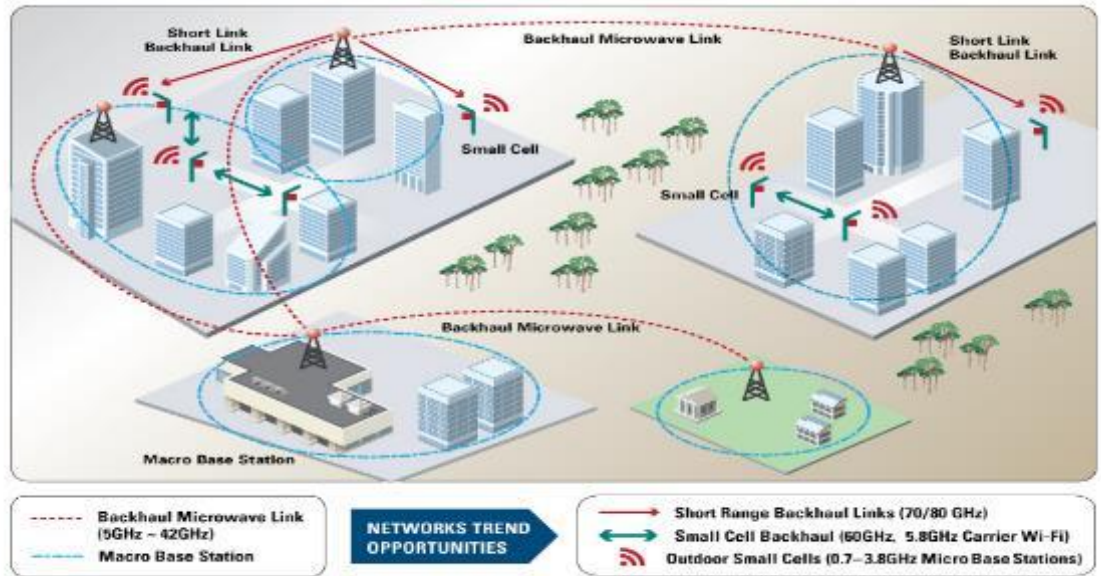 Short Link
Backhaul Link
Backhaul Microwave Link
Short Link
Backhaul Link
Small Cell
Small Cell
Backhaul Microwave Link
Macro Base Station
Backhaul Microwave Link
(5GHz ~ 42GHz)
Macro Base Station
NETWORKS TREND
OPPORTUNITIES
Short Range Backhaul Links (70/80 GHz)
Small Cell Backhaul (60GHz, 5.8GHz Carrier Wi-Fi)
Outdoor Small Cells (0.7–3.8GHz Micro Base Stations)